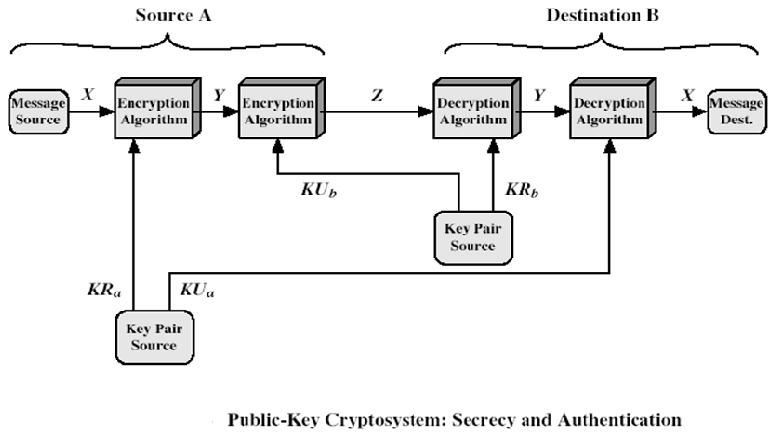 Source A
Destination B
Message
Source
X
Encryption
Algorithm
Y
Encryption
Algorithm
Z
Decryption
Algorithm
Y
Decryption
Algorithm
X
Message
Dest.
KUb
KRb
Key Pair
Source
KRa
KUa
Key Pair
Source
Public-Key Cryptosystem: Secrecy and Authentication